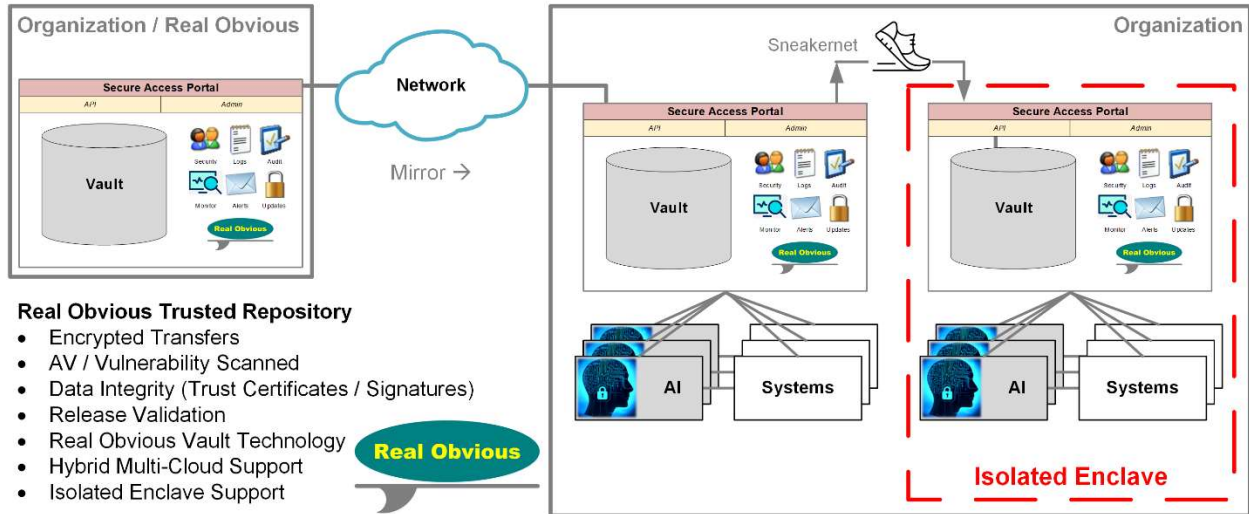 Organization / Real Obvious
Secure Access Portal
API Admin
Vault
Security Logs Audit
Monitor Alerts Updates
Real Obvious
Network
Mirror →
Organization
Sneakernet
Secure Access Portal
API Admin
Vault
Security Logs Audit
Monitor Alerts Updates
Real Obvious
AI
Systems
Secure Access Portal
API Admin
Vault
Security Logs Audit
Monitor Alerts Updates
Real Obvious
AI
Systems
Isolated Enclave
Real Obvious Trusted Repository
• Encrypted Transfers
• AV / Vulnerability Scanned
• Data Integrity (Trust Certificates / Signatures)
• Release Validation
• Real Obvious Vault Technology
• Hybrid Multi-Cloud Support
• Isolated Enclave Support
Real Obvious